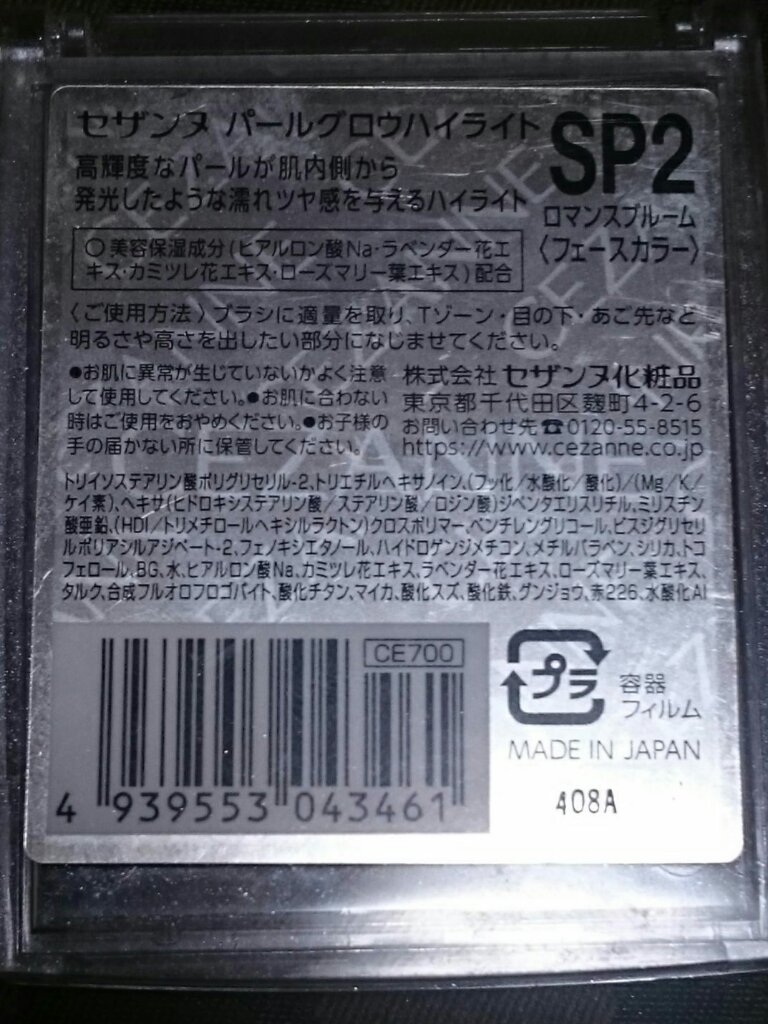 セザンヌ パールグロウハイライト
SP2
高輝度なパールが肌内側から
発光したような濡れツヤ感を与えるハイライト
ロマンスブルーム
〈フェースカラー〉
○美容保湿成分(ヒアルロン酸Na・ラベンダー花エ
キス・カミツレ花エキス・ローズマリー葉エキス)配合
〈ご使用方法〉ブラシに適量を取り、Tゾーン・目の下・あご先など
明るさや高さを出したい部分になじませてください。
●お肌に異常が生じていないかよく注意
して使用してください。●お肌に合わない
時はご使用をおやめください。●お子様の
手の届かない所に保管してください。
株式会社 セザンヌ化粧品
東京都千代田区麹町4-2-6
お問い合わせ先☎0120-55-8515
https://www.cezanne.co.jp
トリイソステアリン酸ポリグリセリル-2、トリエチルヘキサノイン、(フッ化/水酸化/酸化)/(Mg/K/
ケイ素)、ヘキサ(ヒドロキシステアリン酸/ステアリン酸/ロジン酸)ジペンタエリスリチル、ミリスチン
酸亜鉛、(HDI/トリメチロールヘキシルラクトン)クロスポリマー、ペンチレングリコール、ビスジグリセリ
ルポリアシルアジペート-2、フェノキシエタノール、ハイドロゲンジメチコン、メチルパラベン、シリカ、トコ
フェロール、BG、水、ヒアルロン酸Na、カミツレ花エキス、ラベンダー花エキス、ローズマリー葉エキス、
タルク、合成フルオロフロゴパイト、酸化チタン、マイカ、酸化スズ、酸化鉄、グンジョウ、赤226、水酸化Al
CE700
4 939553 043461
プラ
容器
フィルム
MADE IN JAPAN
408A